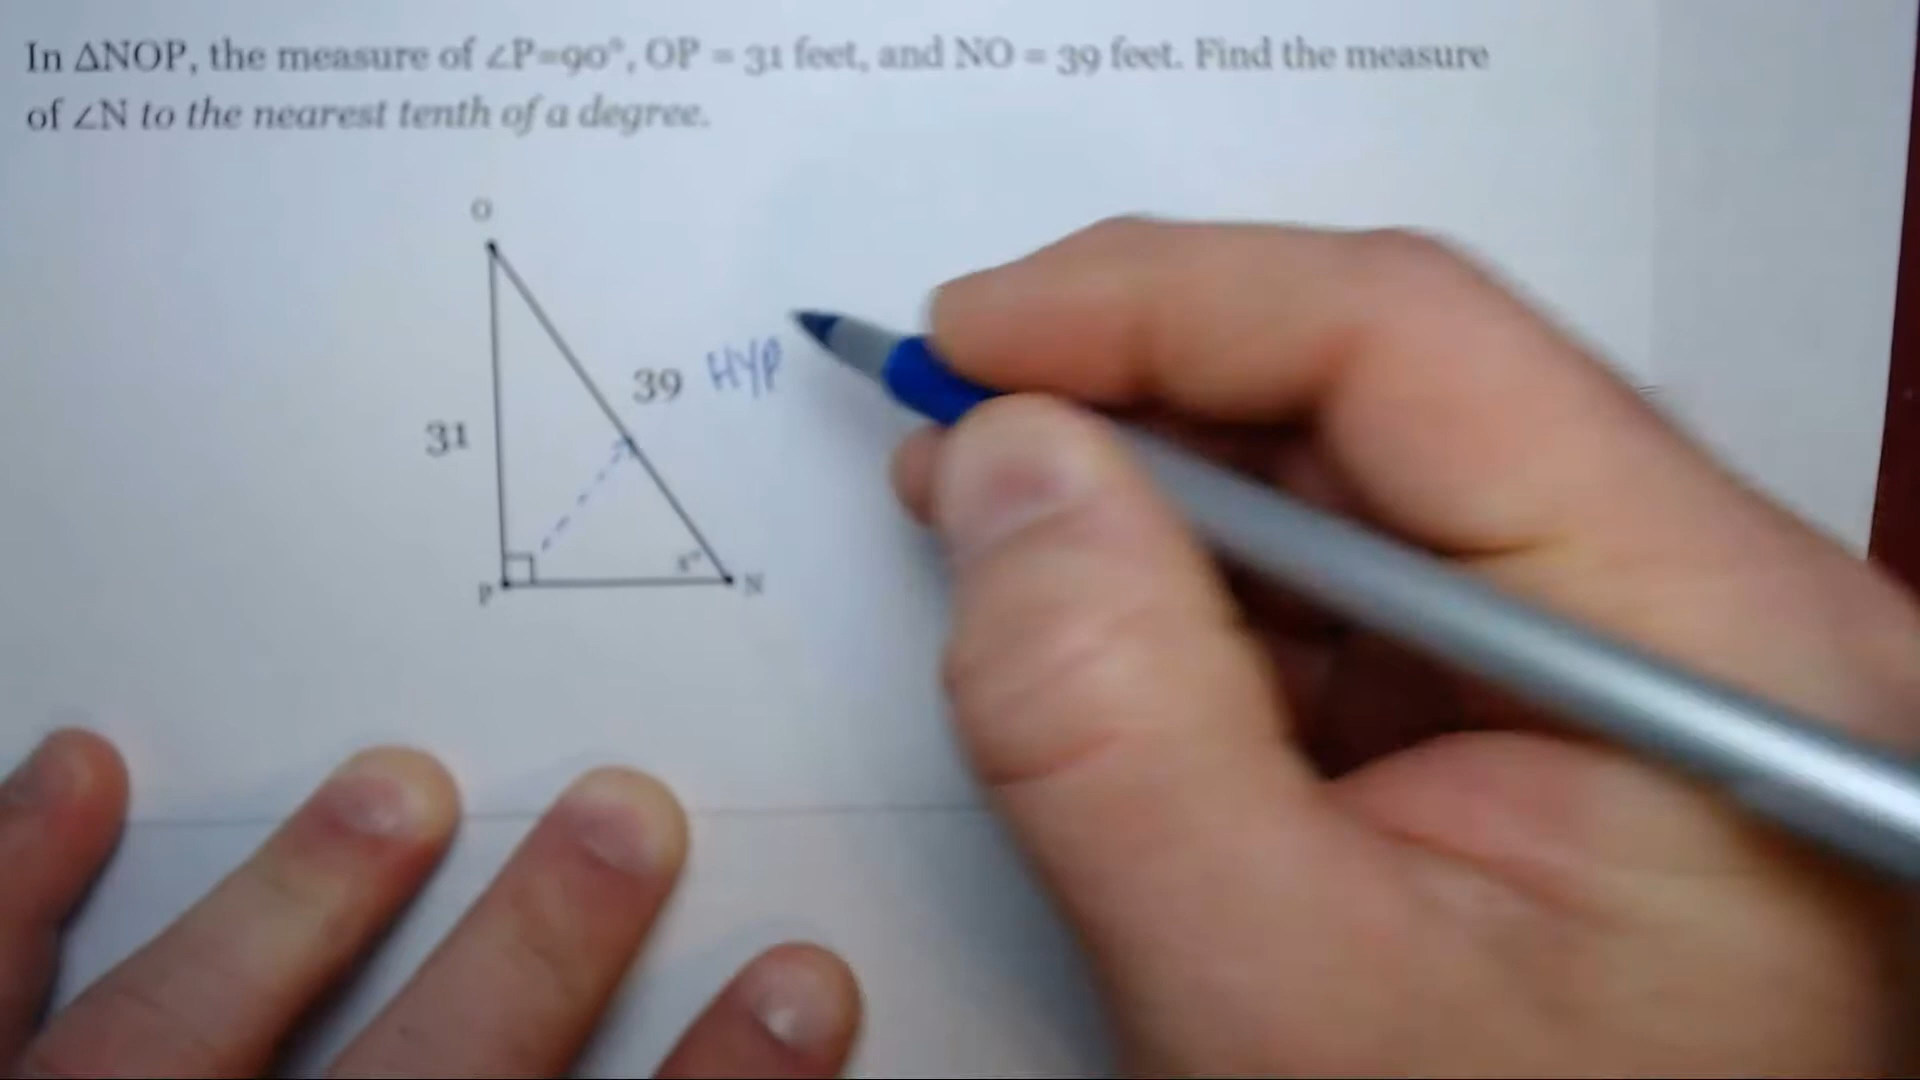 In ΔNOP, the measure of ∠P=90°, OP = 31 feet, and NO = 39 feet. Find the measure
of ∠N to the nearest tenth of a degree.
O
39 HYP
31
x°
P
N